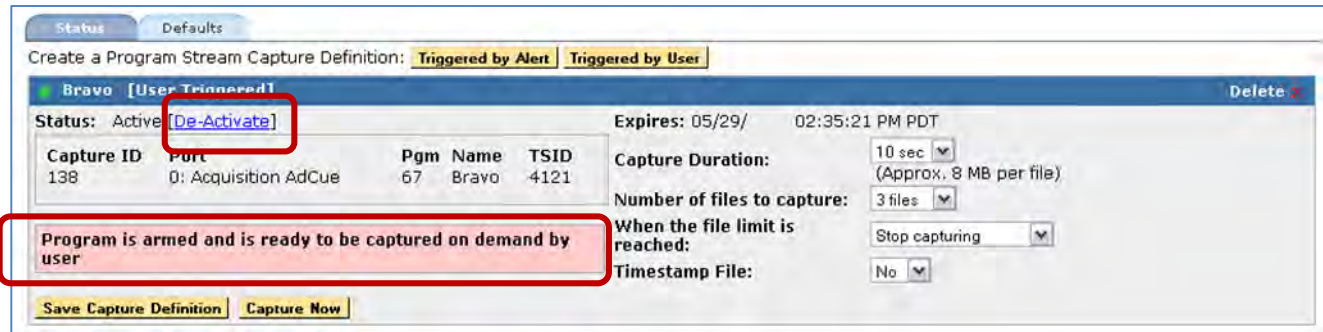 Status Defaults
Create a Program Stream Capture Definition: Triggered by Alert Triggered by User
Bravo [User Triggered] Delete x
Status: Active [De-Activate] Expires: 05/29/ 02:35:21 PM PDT
Capture ID Port Pgm Name TSID
138 0: Acquisition AdCue 67 Bravo 4121
Capture Duration: 10 sec
(Approx. 8 MB per file)
Number of files to capture: 3 files
Program is armed and is ready to be captured on demand by
user
When the file limit is
reached: Stop capturing
Timestamp File: No
Save Capture Definition Capture Now